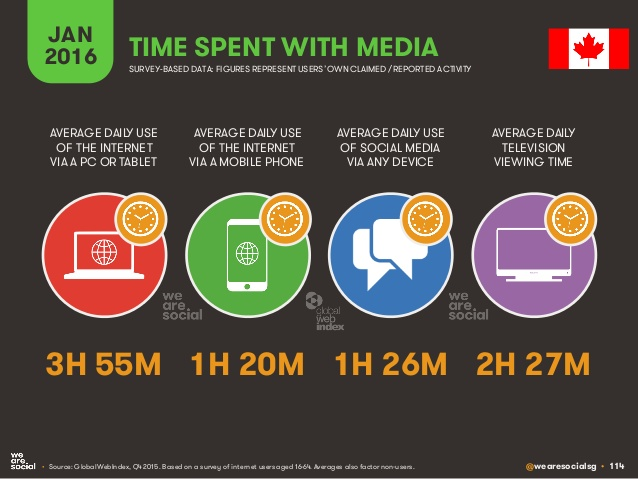 JAN
2016
TIME SPENT WITH MEDIA
SURVEY-BASED DATA: FIGURES REPRESENT USERS' OWN CLAIMED / REPORTED ACTIVITY
AVERAGE DAILY USE
OF THE INTERNET
VIA A PC OR TABLET
AVERAGE DAILY USE
OF THE INTERNET
VIA A MOBILE PHONE
AVERAGE DAILY USE
OF SOCIAL MEDIA
VIA ANY DEVICE
AVERAGE DAILY
TELEVISION
VIEWING TIME
we
are
social
global
web
index
we
are
social
3H 55M
1H 20M
1H 26M
2H 27M
we
are
social
• Source: GlobalWebIndex, Q4 2015. Based on a survey of internet users aged 16-64. Averages also factor non-users.
@wearesocialsg • 114